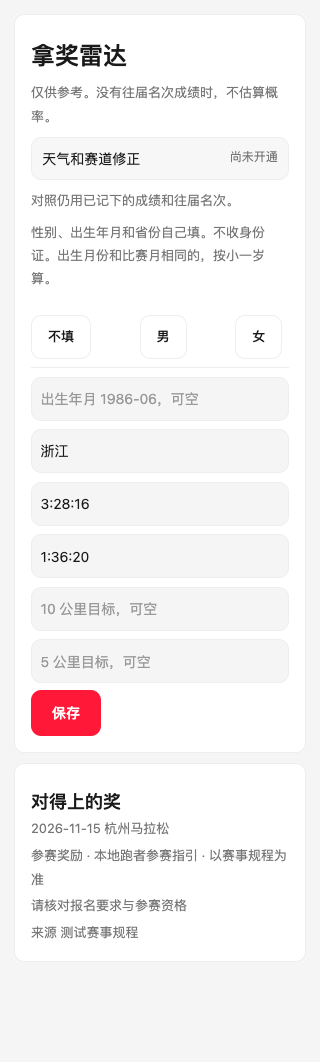 拿奖雷达
仅供参考。没有往届名次成绩时，不估算概
率。
天气和赛道修正 尚未开通
对照仍用已记下的成绩和往届名次。
性别、出生年月和省份自己填。不收身份
证。出生月份和比赛月相同的，按小一岁
算。
不填 男 女
出生年月 1986-06，可空
浙江
3:28:16
1:36:20
10 公里目标，可空
5 公里目标，可空
保存
对得上的奖
2026-11-15 杭州马拉松
参赛奖励 · 本地跑者参赛指引 · 以赛事规程为
准
请核对报名要求与参赛资格
来源 测试赛事规程